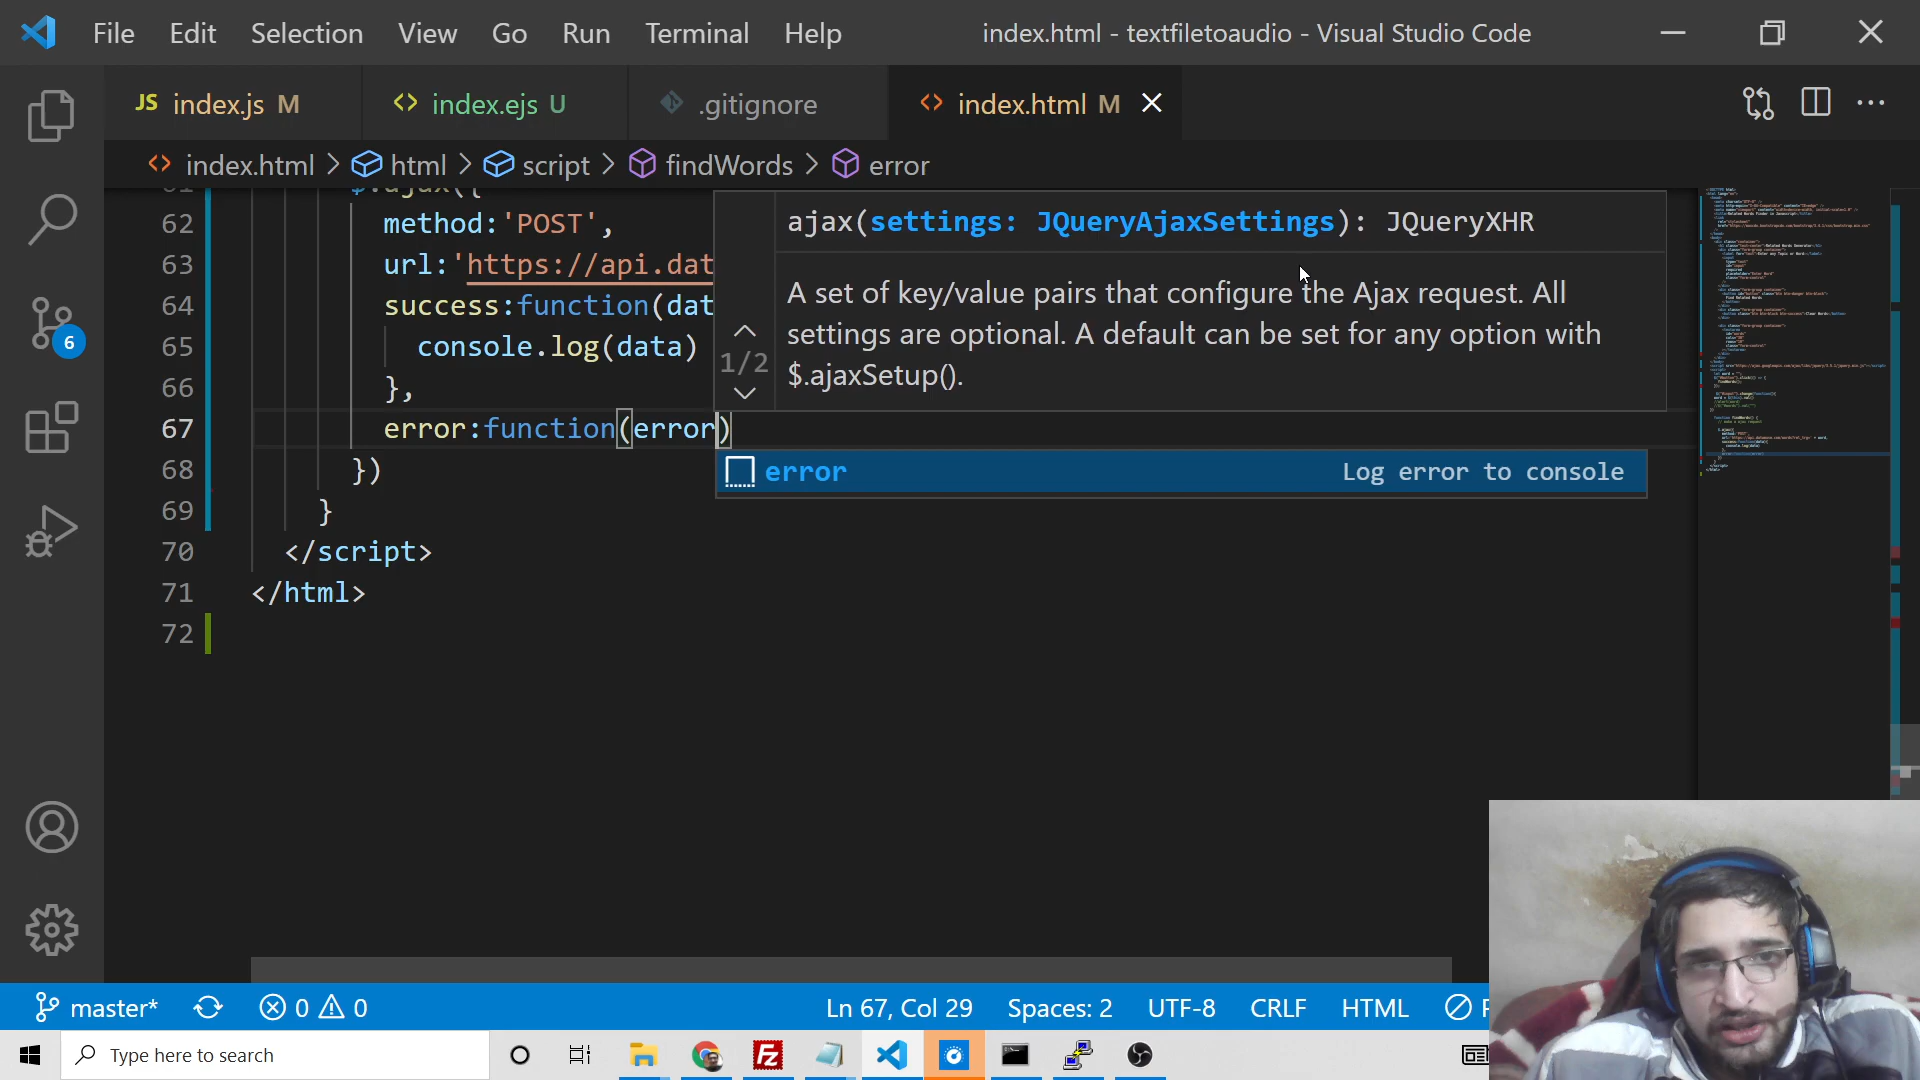 File Edit Selection View Go Run Terminal Help index.html - textfiletoaudio - Visual Studio Code
JS index.js M <> index.ejs U .gitignore <> index.html M
<> index.html > html > script > findWords > error
62 method:'POST',
63 url:'https://api.dat
64 success:function(dat
65 console.log(data)
66 },
67 error:function(error)
68 })
69 }
70 </script>
71 </html>
72
ajax(settings: JQueryAjaxSettings): JQueryXHR
A set of key/value pairs that configure the Ajax request. All
settings are optional. A default can be set for any option with
$.ajaxSetup().
1/2
error Log error to console
6
master* 0 0 Ln 67, Col 29 Spaces: 2 UTF-8 CRLF HTML
Type here to search